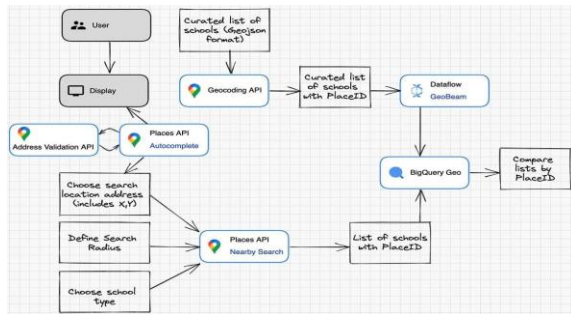 User
Display
Address Validation API
Places API
Autocomplete
Choose search
location address
(includes X,Y)
Define Search
Radius
Choose school
type
Curated list of
schools (Geojson
format)
Geocoding API
Curated list
of schools
with PlaceID
Dataflow
GeoBeam
BigQuery Geo
Compare
lists by
PlaceID
Places API
Nearby Search
List of schools
with PlaceID